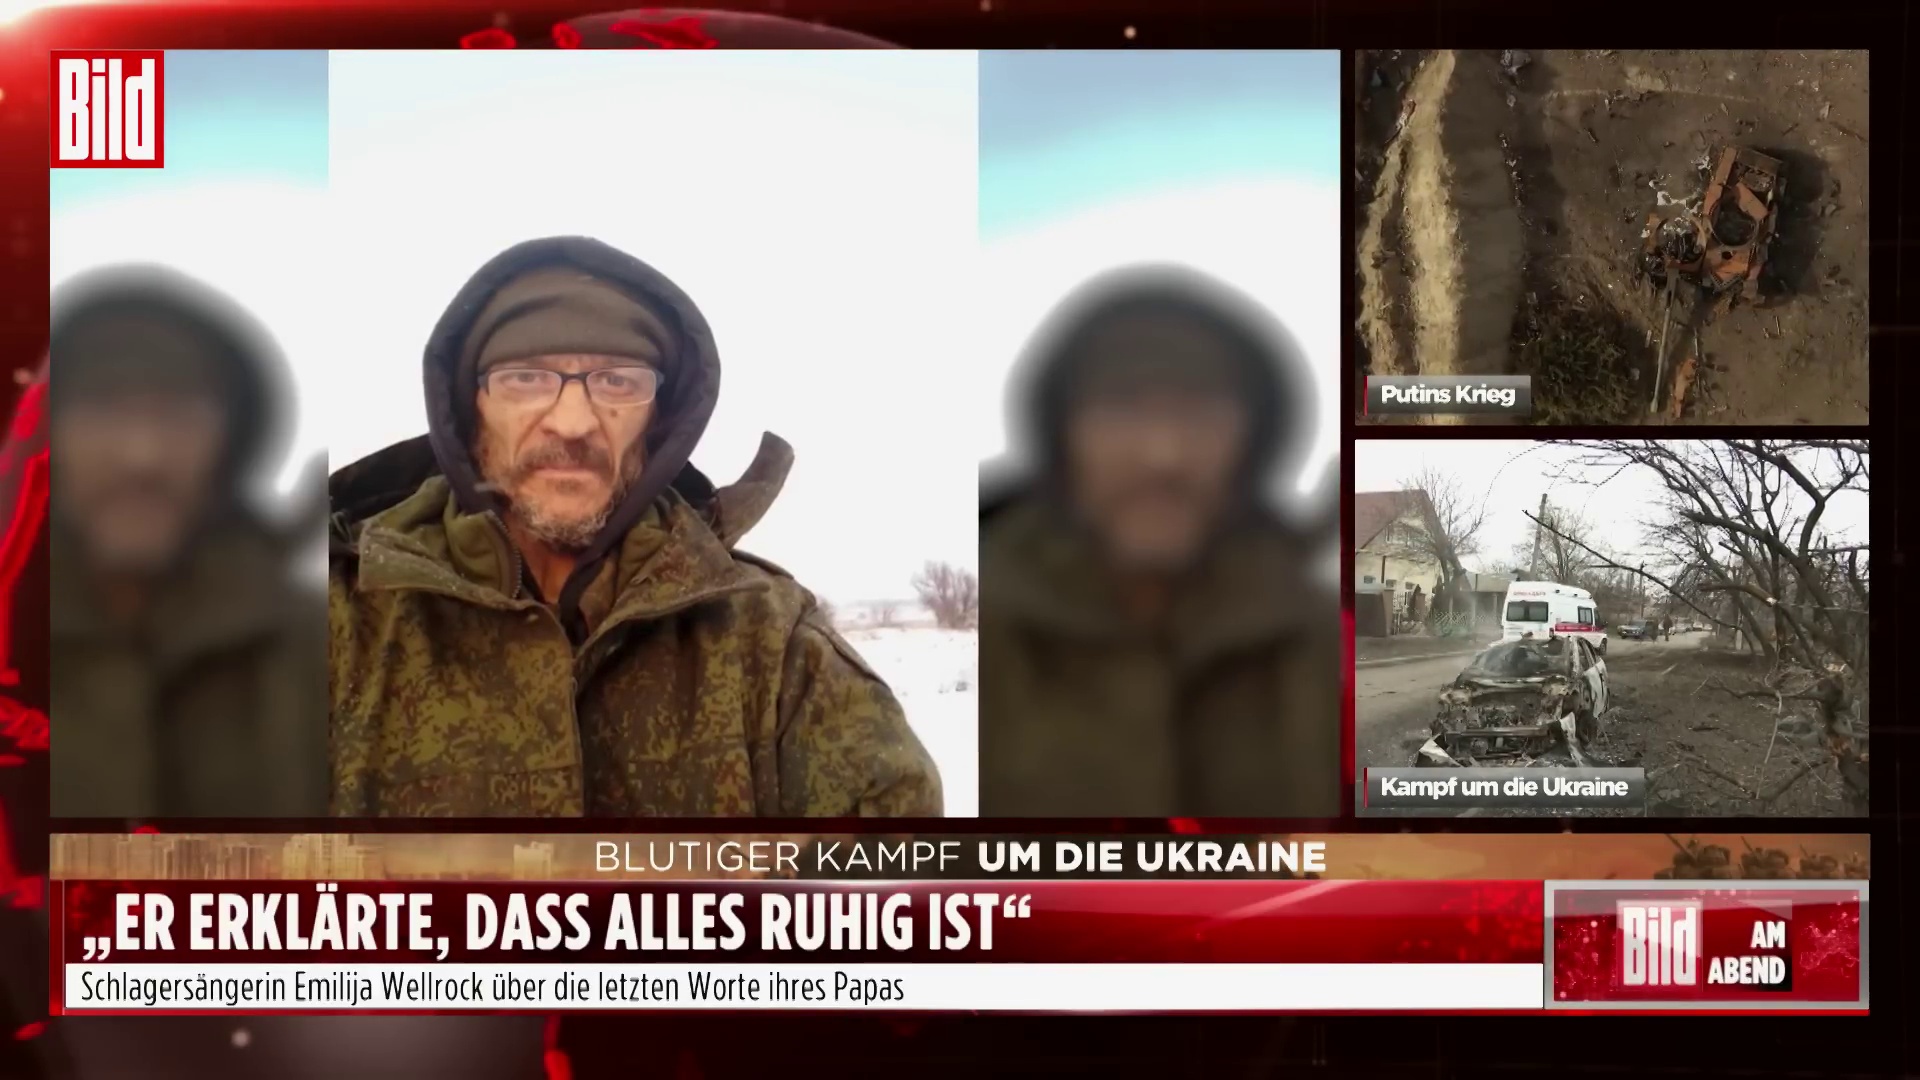 Bild
Putins Krieg
Kampf um die Ukraine
BLUTIGER KAMPF UM DIE UKRAINE
„ER ERKLÄRTE, DASS ALLES RUHIG IST“
Schlagersängerin Emilija Wellrock über die letzten Worte ihres Papas
Bild
AM
ABEND